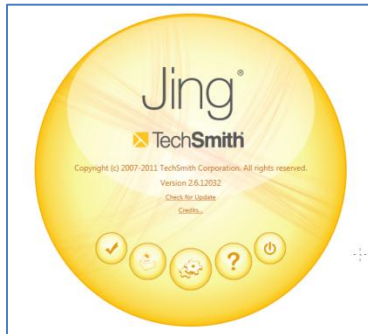 Jing®
TechSmith®
Copyright (c) 2007-2011 TechSmith Corporation. All rights reserved.
Version 2.6.12032
Check for Update
Credits...
?